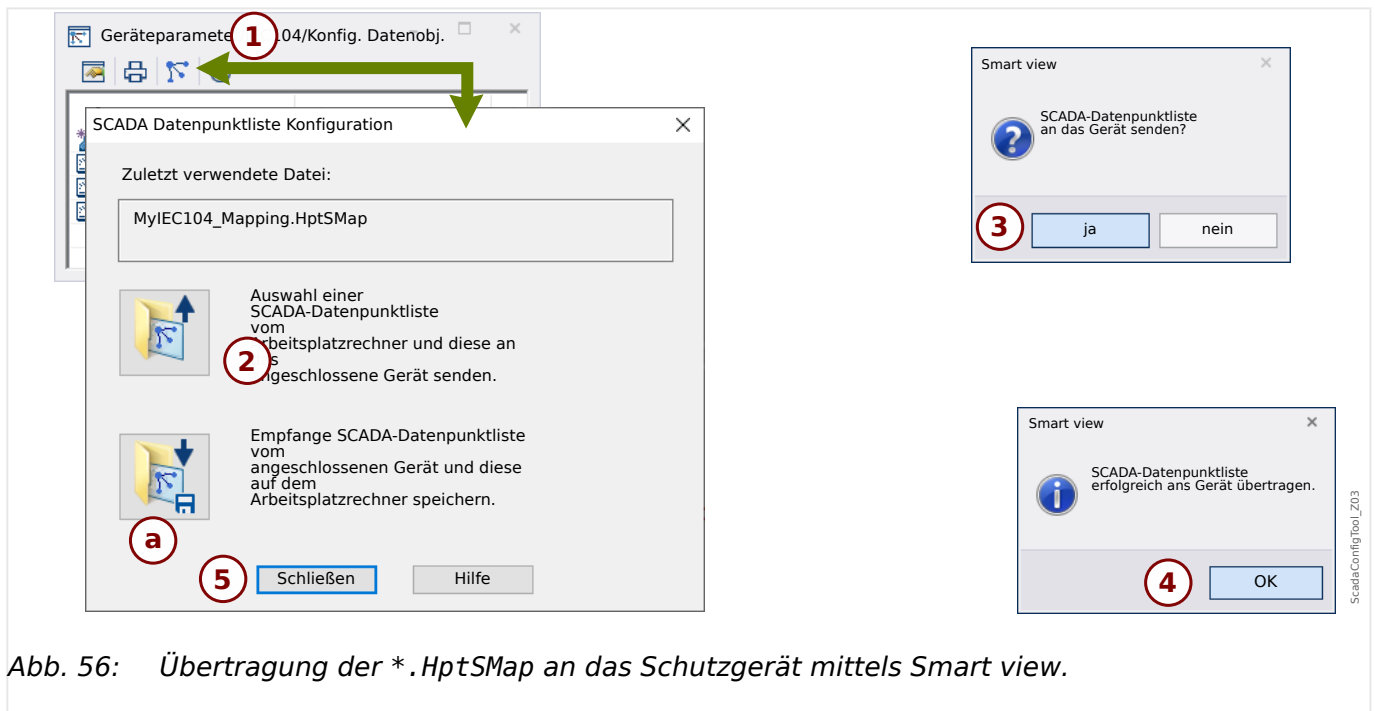 Geräteparamete
1
04/Konfig. Datenobj.
SCADA Datenpunktliste Konfiguration
Zuletzt verwendete Datei:
MyIEC104_Mapping.HptSMap
Auswahl einer
SCADA-Datenpunktliste
vom
rbeitsplatzrechner und diese an
s
ngeschlossene Gerät senden.
2
Empfange SCADA-Datenpunktliste
vom
angeschlossenen Gerät und diese
auf dem
Arbeitsplatzrechner speichern.
a
5
Schließen
Hilfe
Smart view
SCADA-Datenpunktliste
an das Gerät senden?
3
ja
nein
Smart view
SCADA-Datenpunktliste
erfolgreich ans Gerät übertragen.
4
OK
ScadaConfigTool_Z03
Abb. 56: Übertragung der *.HptSMap an das Schutzgerät mittels Smart view.